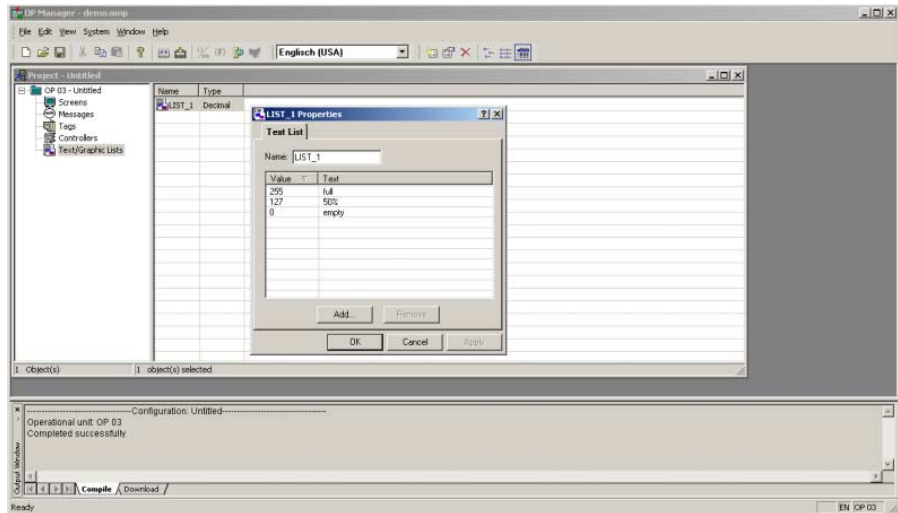 OP Manager - demo.omp
File Edit View System Window Help
Englisch (USA)
Project - Untitled
OP 03 - Untitled
Screens
Messages
Tags
Controllers
Text/Graphic Lists
Name Type
LIST_1 Decimal
LIST_1 Properties
Text List
Name: LIST_1
Value Text
255 full
127 50%
0 empty
Add... Remove
OK Cancel Apply
1 Object(s) 1 object(s) selected
Output Window
Configuration: Untitled
Operational unit: OP 03
Completed successfully
Compile Download
Ready EN OP 03